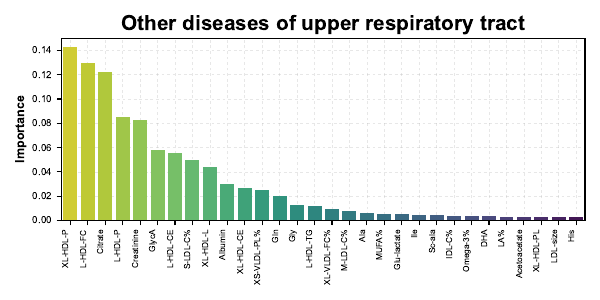 Other diseases of upper respiratory tract
Importance
0.14
0.12
0.10
0.08
0.06
0.04
0.02
0.00
XL-HDL-P
L-HDL-FC
Citrate
L-HDL-P
Creatinine
GlycA
L-HDL-CE
S-LDL-C%
XL-HDL-L
Albumin
XL-HDL-CE
XS-VLDL-PL%
Gln
Gly
L-HDL-TG
XL-VLDL-FC%
M-LDL-C%
Ala
MUFA%
Glu-lactate
Ile
Sc-ala
IDL-C%
Omega-3%
DHA
LA%
Acetoacetate
XL-HDL-PL
LDL-size
His